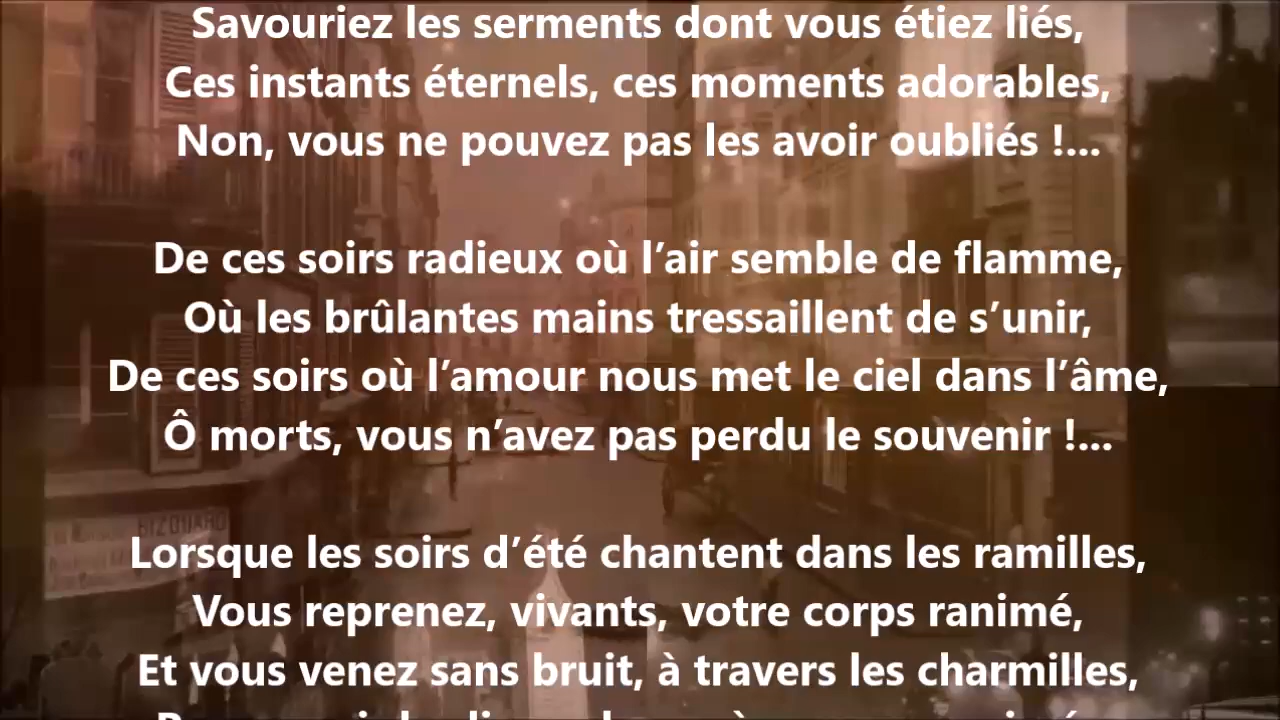 Savouriez les serments dont vous étiez liés,
Ces instants éternels, ces moments adorables,
Non, vous ne pouvez pas les avoir oubliés !...
De ces soirs radieux où l’air semble de flamme,
Où les brûlantes mains tressaillent de s’unir,
De ces soirs où l’amour nous met le ciel dans l’âme,
Ô morts, vous n’avez pas perdu le souvenir !...
BIZOUARD
Lorsque les soirs d’été chantent dans les ramilles,
Vous reprenez, vivants, votre corps ranimé,
Et vous venez sans bruit, à travers les charmilles,